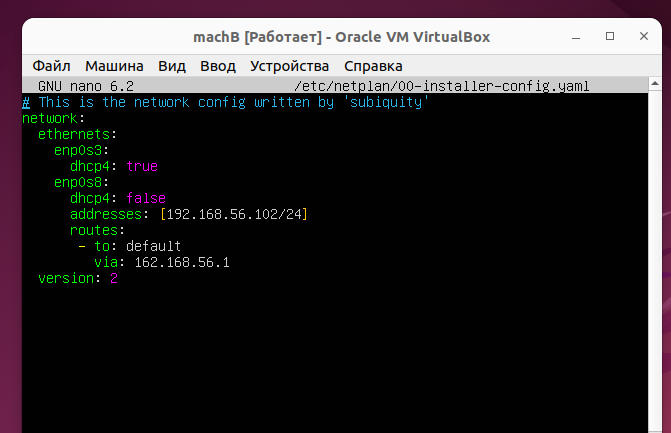 machB [Работает] - Oracle VM VirtualBox
Файл Машина Вид Ввод Устройства Справка
GNU nano 6.2 /etc/netplan/00-installer-config.yaml
# This is the network config written by 'subiquity'
network:
  ethernets:
    enp0s3:
      dhcp4: true
    enp0s8:
      dhcp4: false
      addresses: [192.168.56.102/24]
      routes:
       - to: default
         via: 162.168.56.1
  version: 2